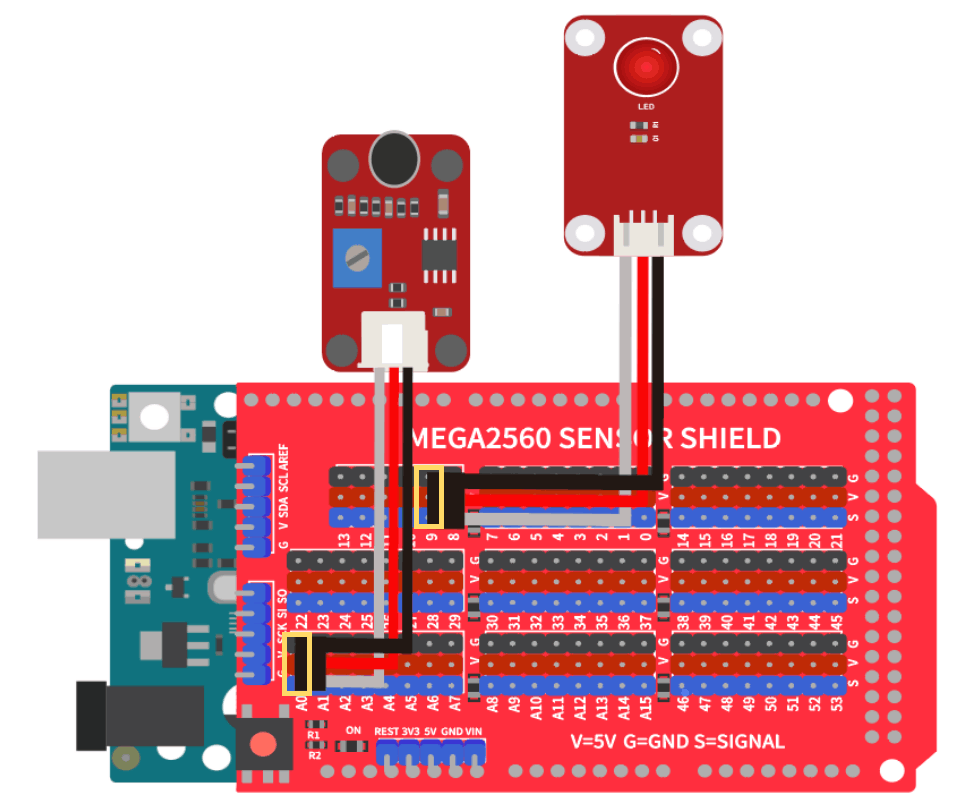 LED
MEGA2560 SENSOR SHIELD
G V SDA SCL AREF
G V S
G V S
13 12 9 8
7 6 5 4 3 2 1 0
14 15 16 17 18 19 20 21
G V
G V S
22 23 24 25 26 27 28 29
30 31 32 33 34 35 36 37
38 39 40 41 42 43 44 45
G V SCK SI SO
G V
G V S
A0 A1 A2 A3 A4 A5 A6 A7
A8 A9 A10 A11 A12 A13 A14 A15
46 47 48 49 50 51 52 53
R1
R2
ON
REST 3V3 5V GND VIN
V=5V G=GND S=SIGNAL